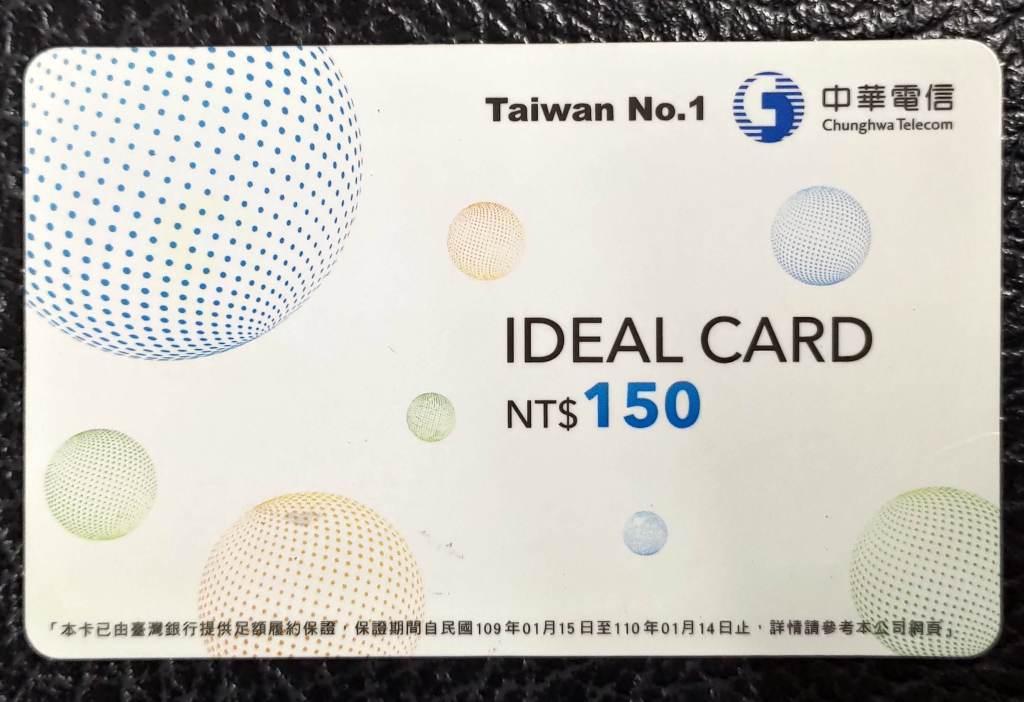 Taiwan No.1
中華電信
Chunghwa Telecom
IDEAL CARD
NT$150
「本卡已由臺灣銀行提供足額履約保證，保證期間自民國109年01月15日至110年01月14日止，詳情請參考本公司網頁」